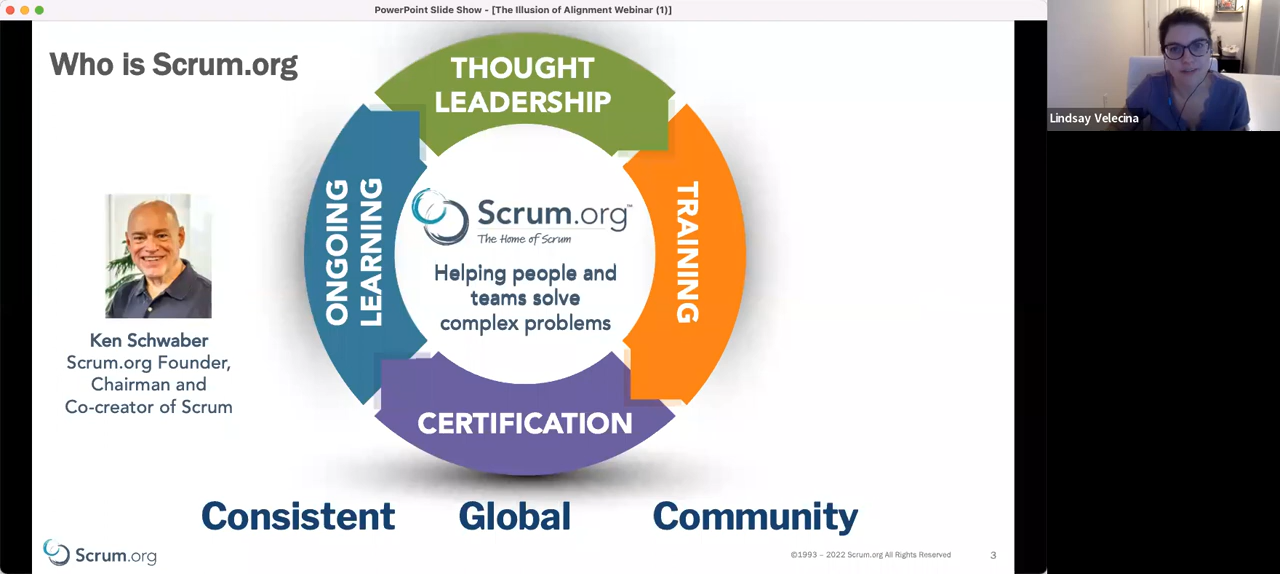 PowerPoint Slide Show - [The Illusion of Alignment Webinar (1)]
Who is Scrum.org
THOUGHT
LEADERSHIP
ONGOING
LEARNING
TRAINING
Scrum.org™
The Home of Scrum
Helping people and
teams solve
complex problems
CERTIFICATION
Ken Schwaber
Scrum.org Founder,
Chairman and
Co-creator of Scrum
Consistent Global Community
Scrum.org
©1993 – 2022 Scrum.org All Rights Reserved
3
Lindsay Velecina